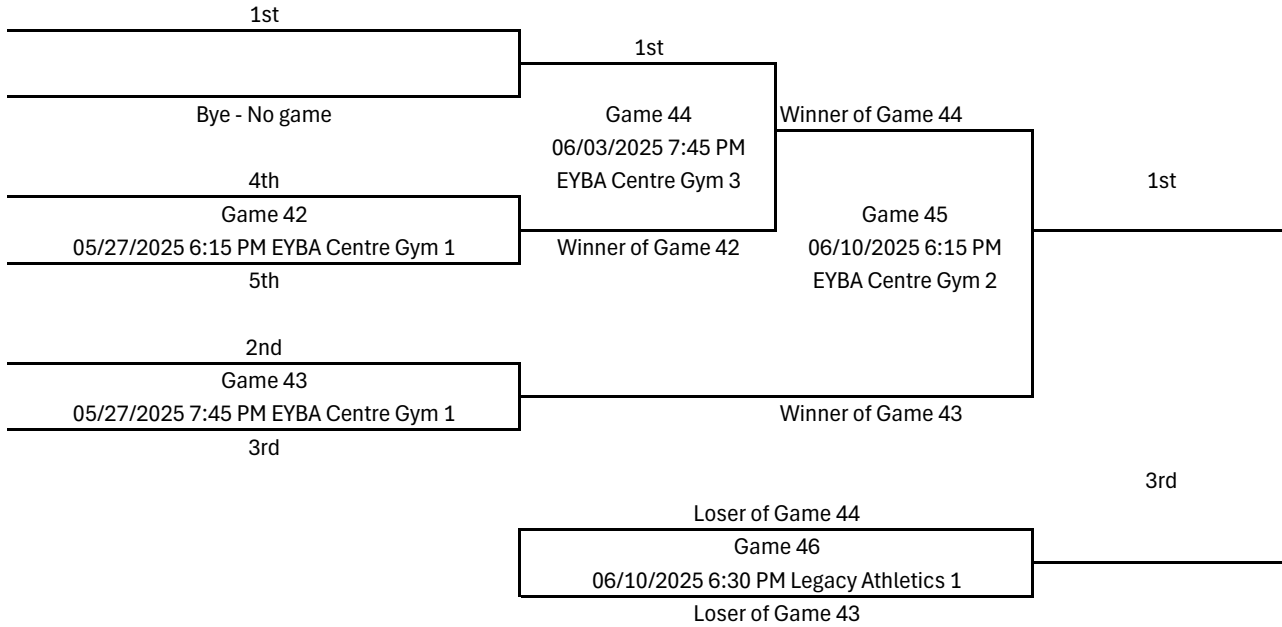 1st
1st
Bye - No game
Game 44
Winner of Game 44
06/03/2025 7:45 PM
4th
EYBA Centre Gym 3
1st
Game 42
Game 45
05/27/2025 6:15 PM EYBA Centre Gym 1
Winner of Game 42
06/10/2025 6:15 PM
5th
EYBA Centre Gym 2
2nd
Game 43
05/27/2025 7:45 PM EYBA Centre Gym 1
Winner of Game 43
3rd
3rd
Loser of Game 44
Game 46
06/10/2025 6:30 PM Legacy Athletics 1
Loser of Game 43